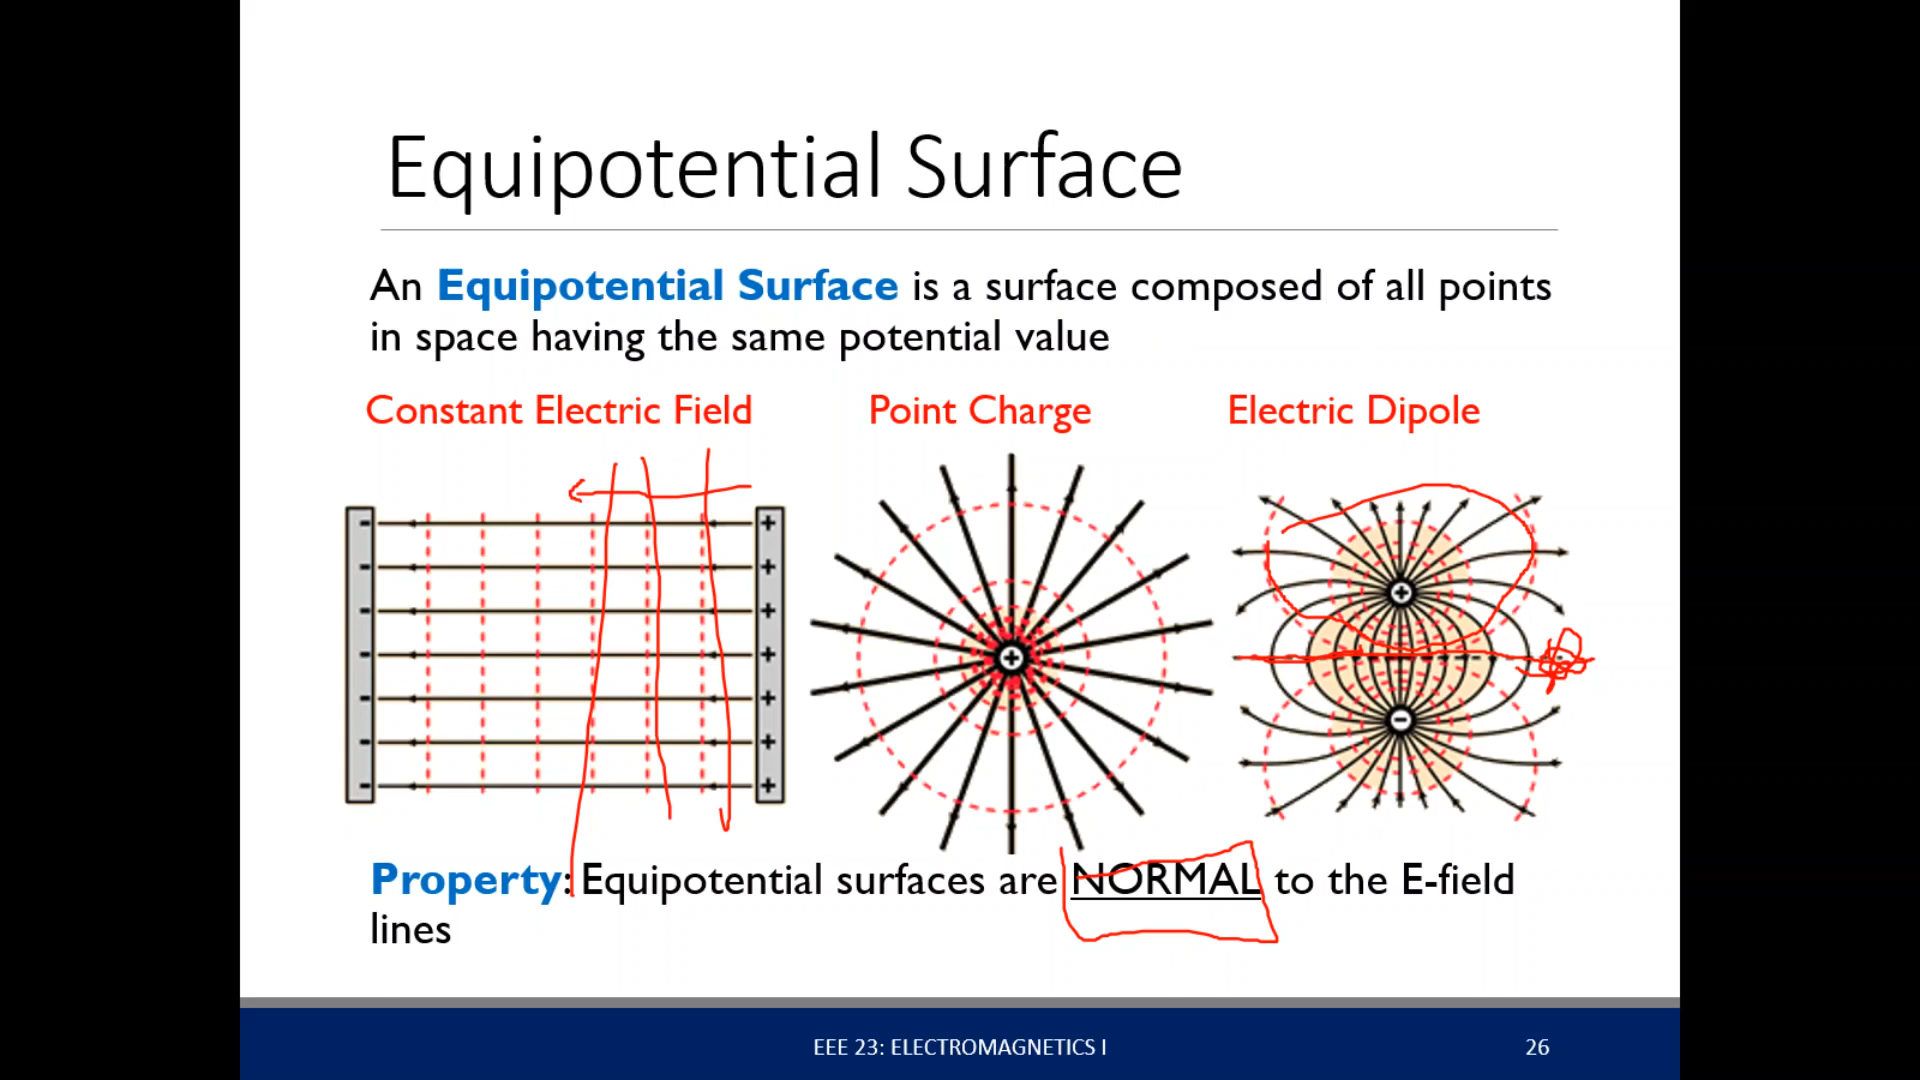 Equipotential Surface
An Equipotential Surface is a surface composed of all points
in space having the same potential value
Constant Electric Field
Point Charge
Electric Dipole
- +
- +
- +
- +
- +
- +
- +
+
+
-
Property: Equipotential surfaces are NORMAL to the E-field
lines
EEE 23: ELECTROMAGNETICS I
26